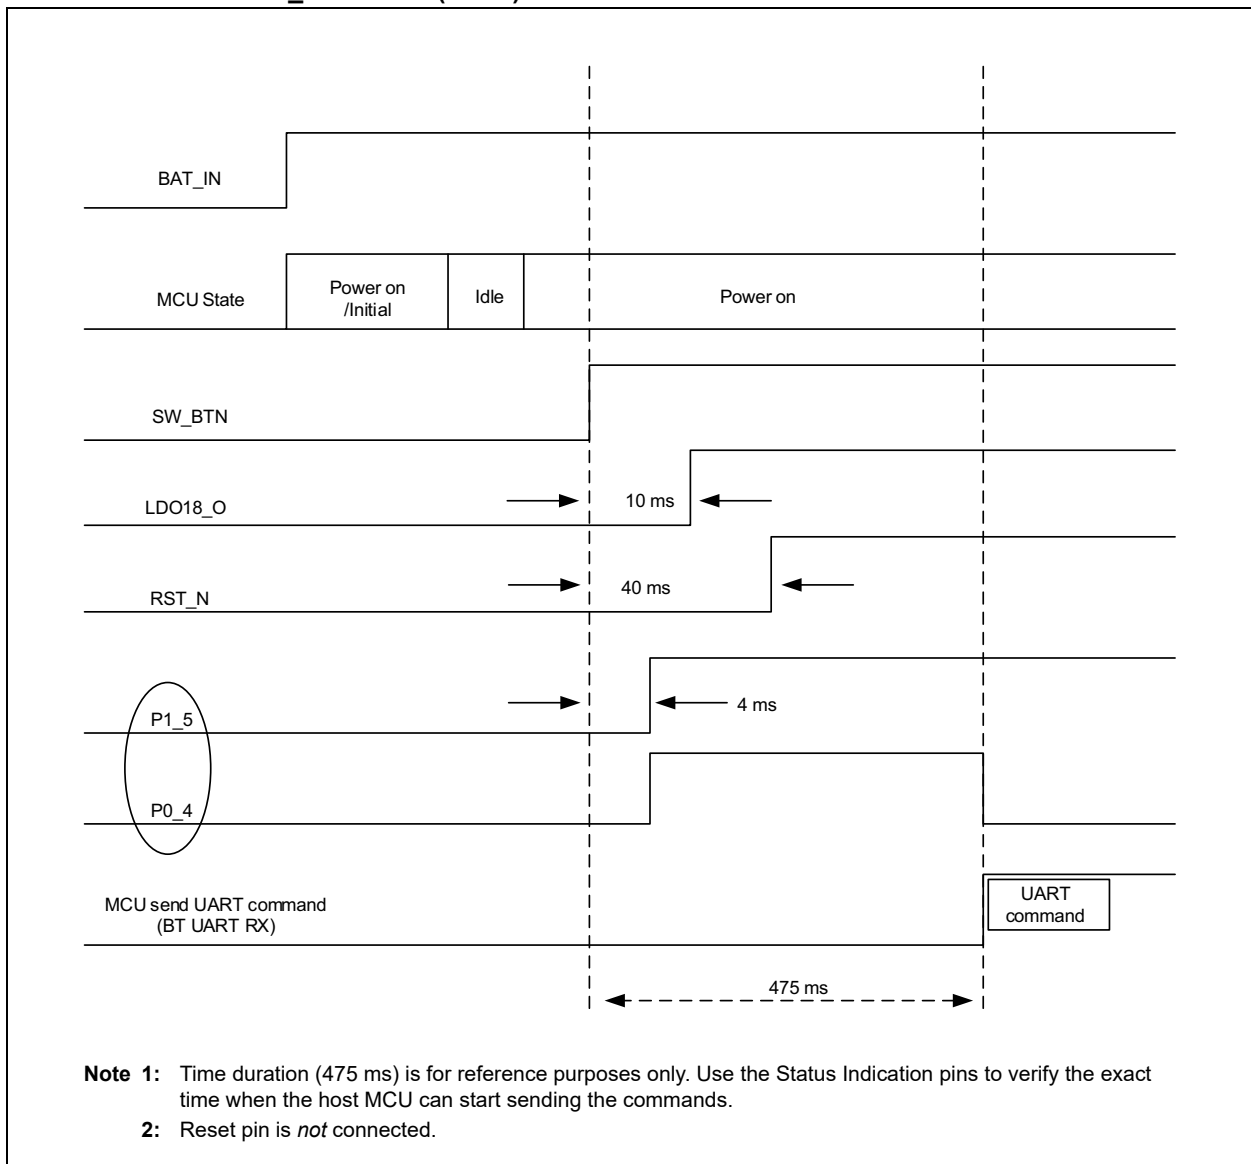 BAT_IN
MCU State
Power on
/Initial
Idle
Power on
SW_BTN
LDO18_O
10 ms
RST_N
40 ms
P1_5
4 ms
P0_4
MCU send UART command
(BT UART RX)
UART
command
475 ms
Note 1: Time duration (475 ms) is for reference purposes only. Use the Status Indication pins to verify the exact
time when the host MCU can start sending the commands.
2: Reset pin is not connected.